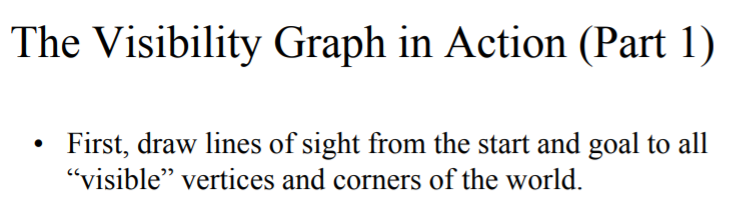 The Visibility Graph in Action (Part 1)
• First, draw lines of sight from the start and goal to all
“visible” vertices and corners of the world.